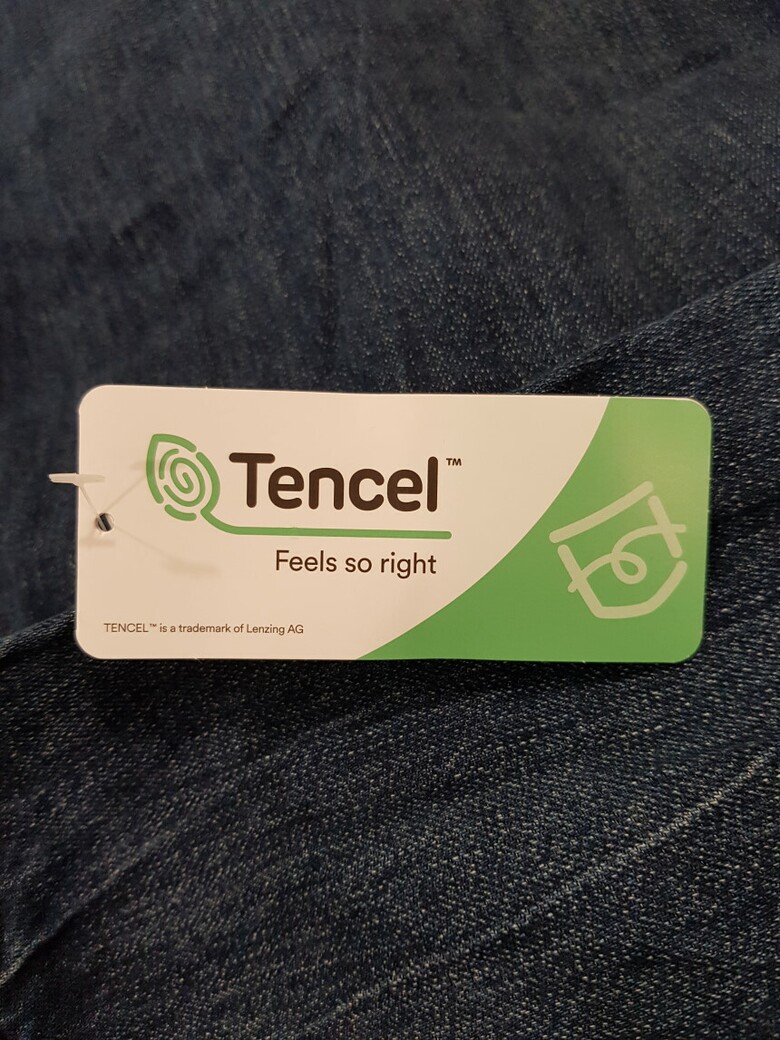 Tencel™
Feels so right
TENCEL™ is a trademark of Lenzing AG